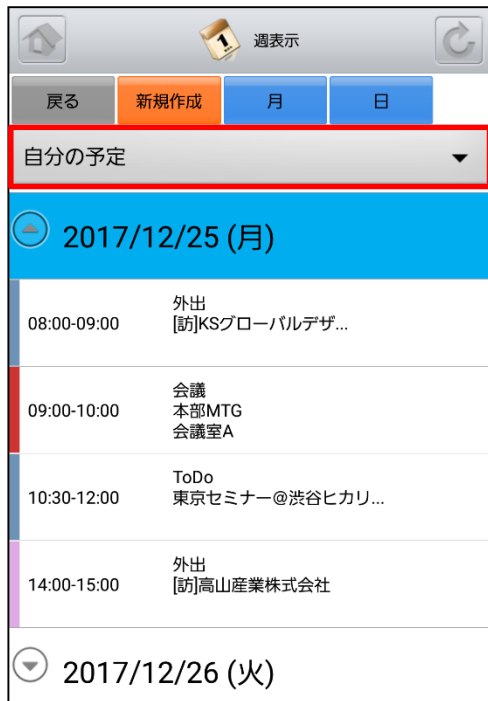 1
週表示
戻る 新規作成 月 日
自分の予定
2017/12/25 (月)
外出
08:00-09:00 [訪]KSグローバルデザ...
会議
09:00-10:00 本部MTG
会議室A
ToDo
10:30-12:00 東京セミナー@渋谷ヒカリ...
外出
14:00-15:00 [訪]高山産業株式会社
2017/12/26 (火)